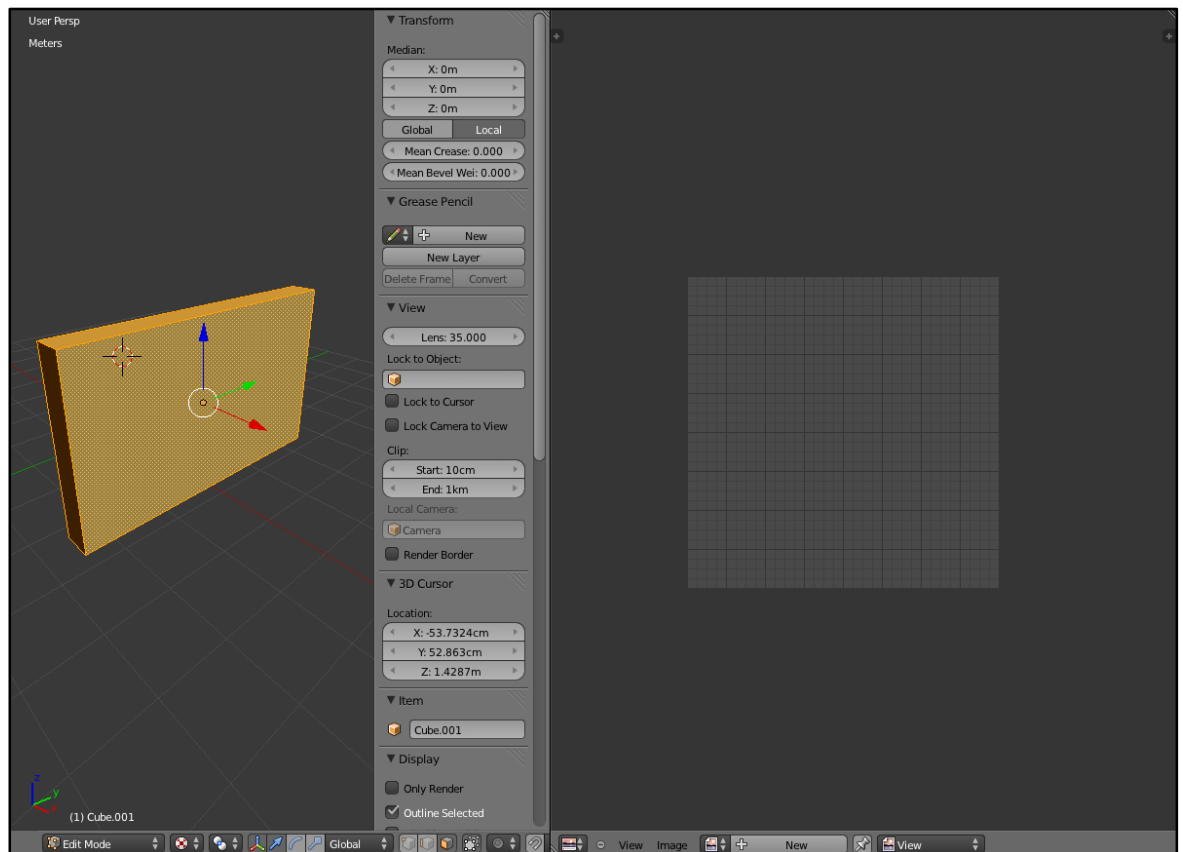 User Persp
Meters
Transform
Median:
X: 0m
Y: 0m
Z: 0m
Global Local
Mean Crease: 0.000
Mean Bevel Wei: 0.000
Grease Pencil
New
New Layer
Delete Frame Convert
View
Lens: 35.000
Lock to Object:
Lock to Cursor
Lock Camera to View
Clip:
Start: 10cm
End: 1km
Local Camera:
Camera
Render Border
3D Cursor
Location:
X: -53.7324cm
Y: 52.863cm
Z: 1.4287m
Item
Cube.001
Display
Only Render
Outline Selected
z
y
x
(1) Cube.001
Edit Mode Global View Image New View